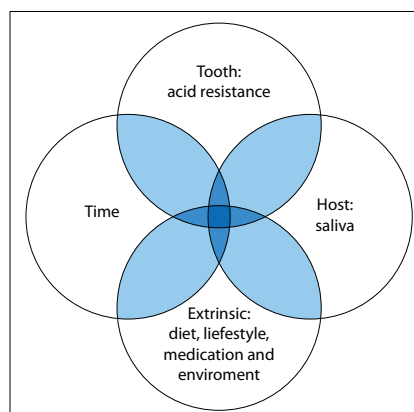 Tooth:
acid resistance
Time
Host:
saliva
Extrinsic:
diet, liefestyle,
medication and
enviroment